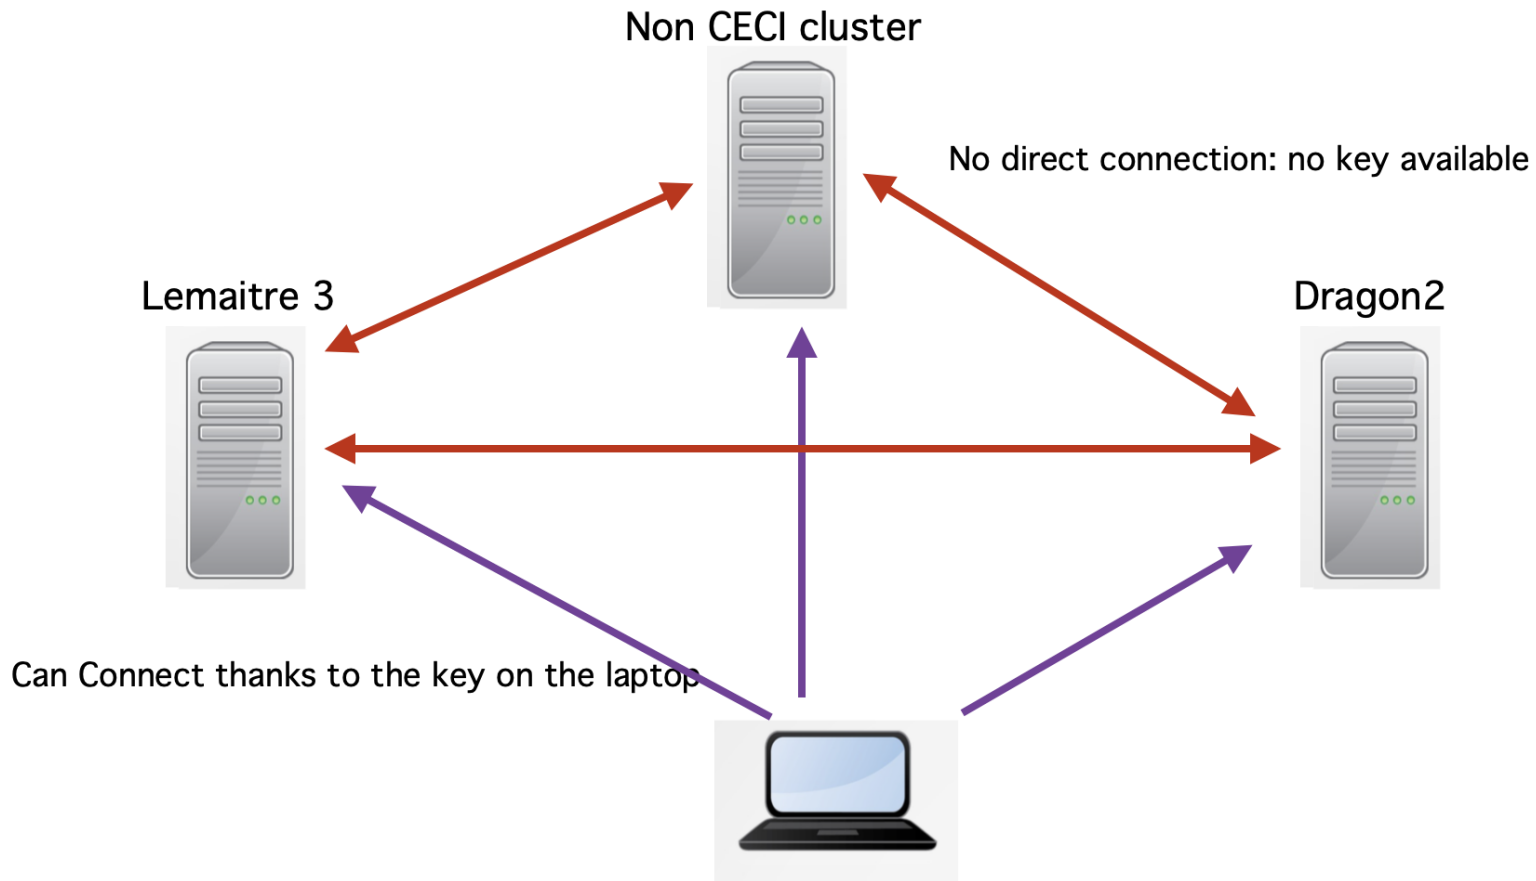 Non CECI cluster
No direct connection: no key available
Lemaitre 3
Dragon2
Can Connect thanks to the key on the laptop